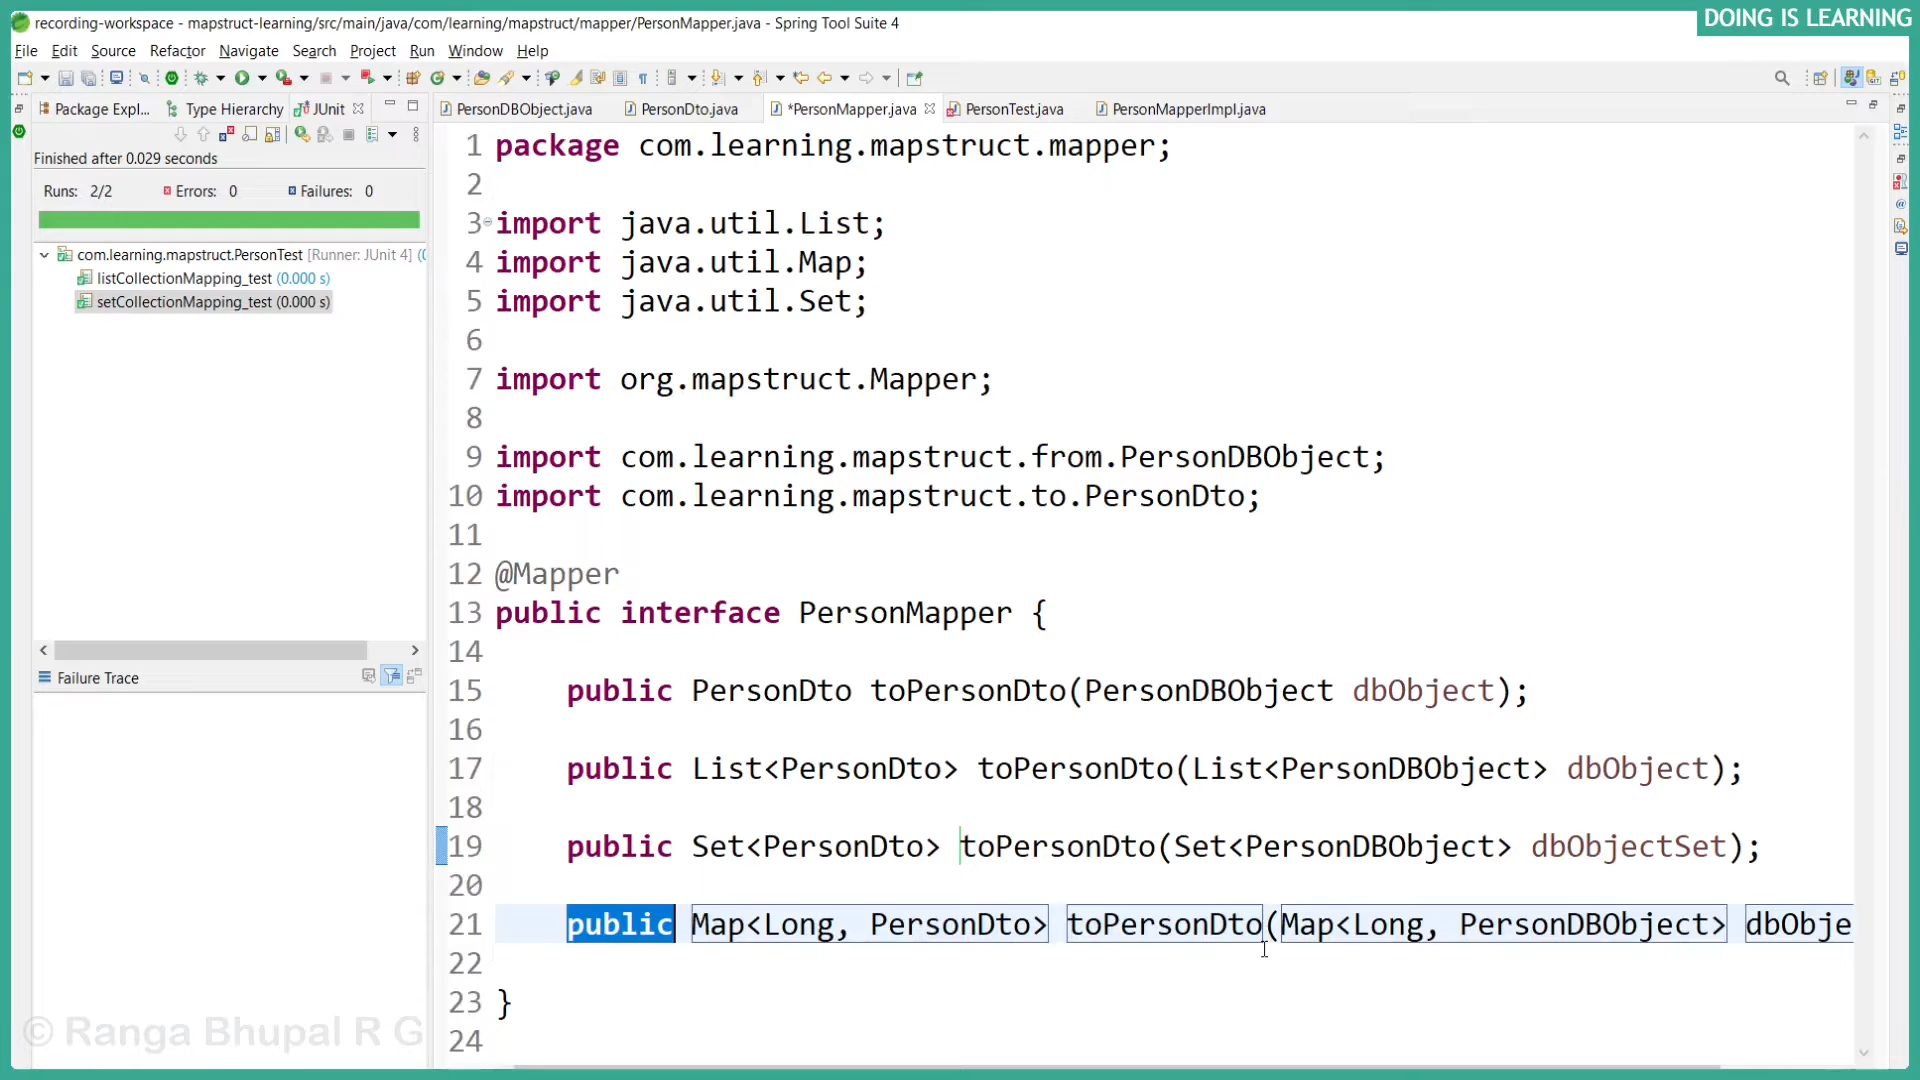 recording-workspace - mapstruct-learning/src/main/java/com/learning/mapstruct/mapper/PersonMapper.java - Spring Tool Suite 4
DOING IS LEARNING
File Edit Source Refactor Navigate Search Project Run Window Help
Package Expl... Type Hierarchy JUnit
PersonDBObject.java PersonDto.java *PersonMapper.java PersonTest.java PersonMapperImpl.java
Finished after 0.029 seconds
Runs: 2/2 Errors: 0 Failures: 0
com.learning.mapstruct.PersonTest [Runner: JUnit 4] (0
listCollectionMapping_test (0.000 s)
setCollectionMapping_test (0.000 s)
Failure Trace
1 package com.learning.mapstruct.mapper;
2
3 import java.util.List;
4 import java.util.Map;
5 import java.util.Set;
6
7 import org.mapstruct.Mapper;
8
9 import com.learning.mapstruct.from.PersonDBObject;
10 import com.learning.mapstruct.to.PersonDto;
11
12 @Mapper
13 public interface PersonMapper {
14
15 public PersonDto toPersonDto(PersonDBObject dbObject);
16
17 public List<PersonDto> toPersonDto(List<PersonDBObject> dbObject);
18
19 public Set<PersonDto> toPersonDto(Set<PersonDBObject> dbObjectSet);
20
21 public Map<Long, PersonDto> toPersonDto(Map<Long, PersonDBObject> dbObje
22
23 }
24
© Ranga Bhupal R G